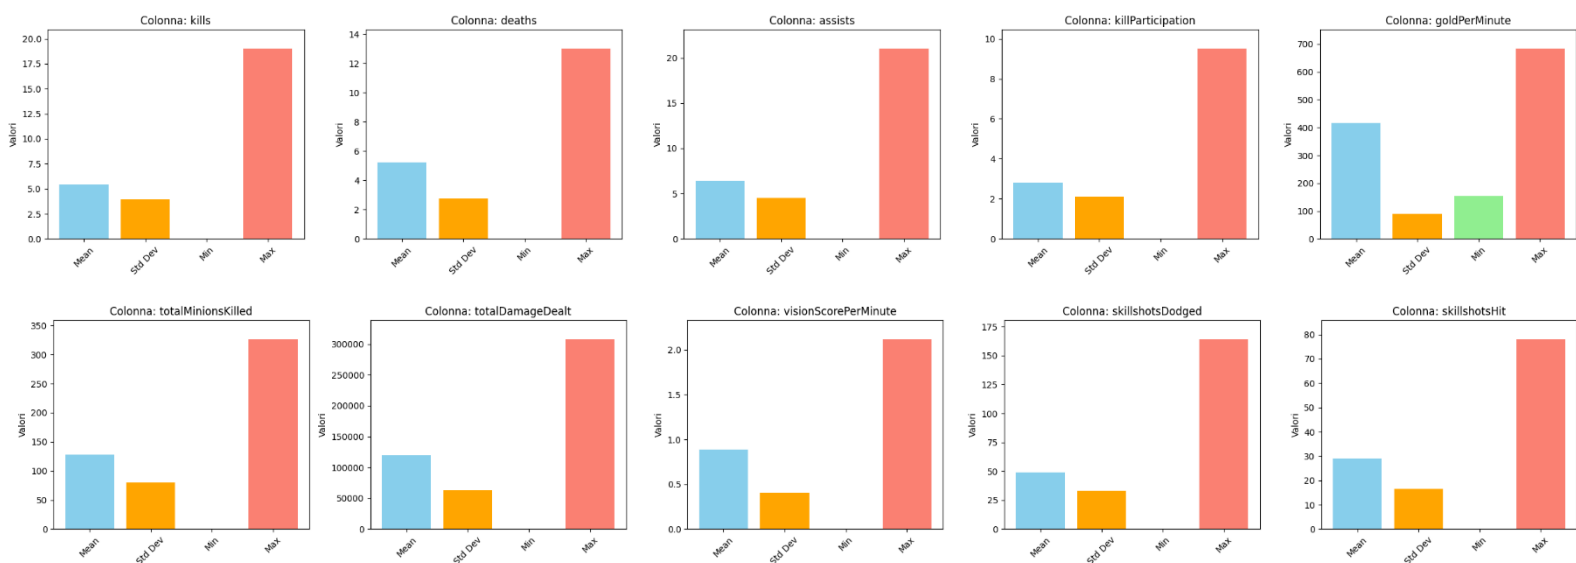 Colonna: kills
20.0
17.5
15.0
12.5
10.0
7.5
5.0
2.5
0.0
Valori
Mean
Std Dev
Min
Max
Colonna: deaths
14
12
10
8
6
4
2
0
Valori
Mean
Std Dev
Min
Max
Colonna: assists
20
15
10
5
0
Valori
Mean
Std Dev
Min
Max
Colonna: killParticipation
10
8
6
4
2
0
Valori
Mean
Std Dev
Min
Max
Colonna: goldPerMinute
700
600
500
400
300
200
100
0
Valori
Mean
Std Dev
Min
Max
Colonna: totalMinionsKilled
350
300
250
200
150
100
50
0
Valori
Mean
Std Dev
Min
Max
Colonna: totalDamageDealt
300000
250000
200000
150000
100000
50000
0
Valori
Mean
Std Dev
Min
Max
Colonna: visionScorePerMinute
2.0
1.5
1.0
0.5
0.0
Valori
Mean
Std Dev
Min
Max
Colonna: skillshotsDodged
175
150
125
100
75
50
25
0
Valori
Mean
Std Dev
Min
Max
Colonna: skillshotsHit
80
70
60
50
40
30
20
10
0
Valori
Mean
Std Dev
Min
Max